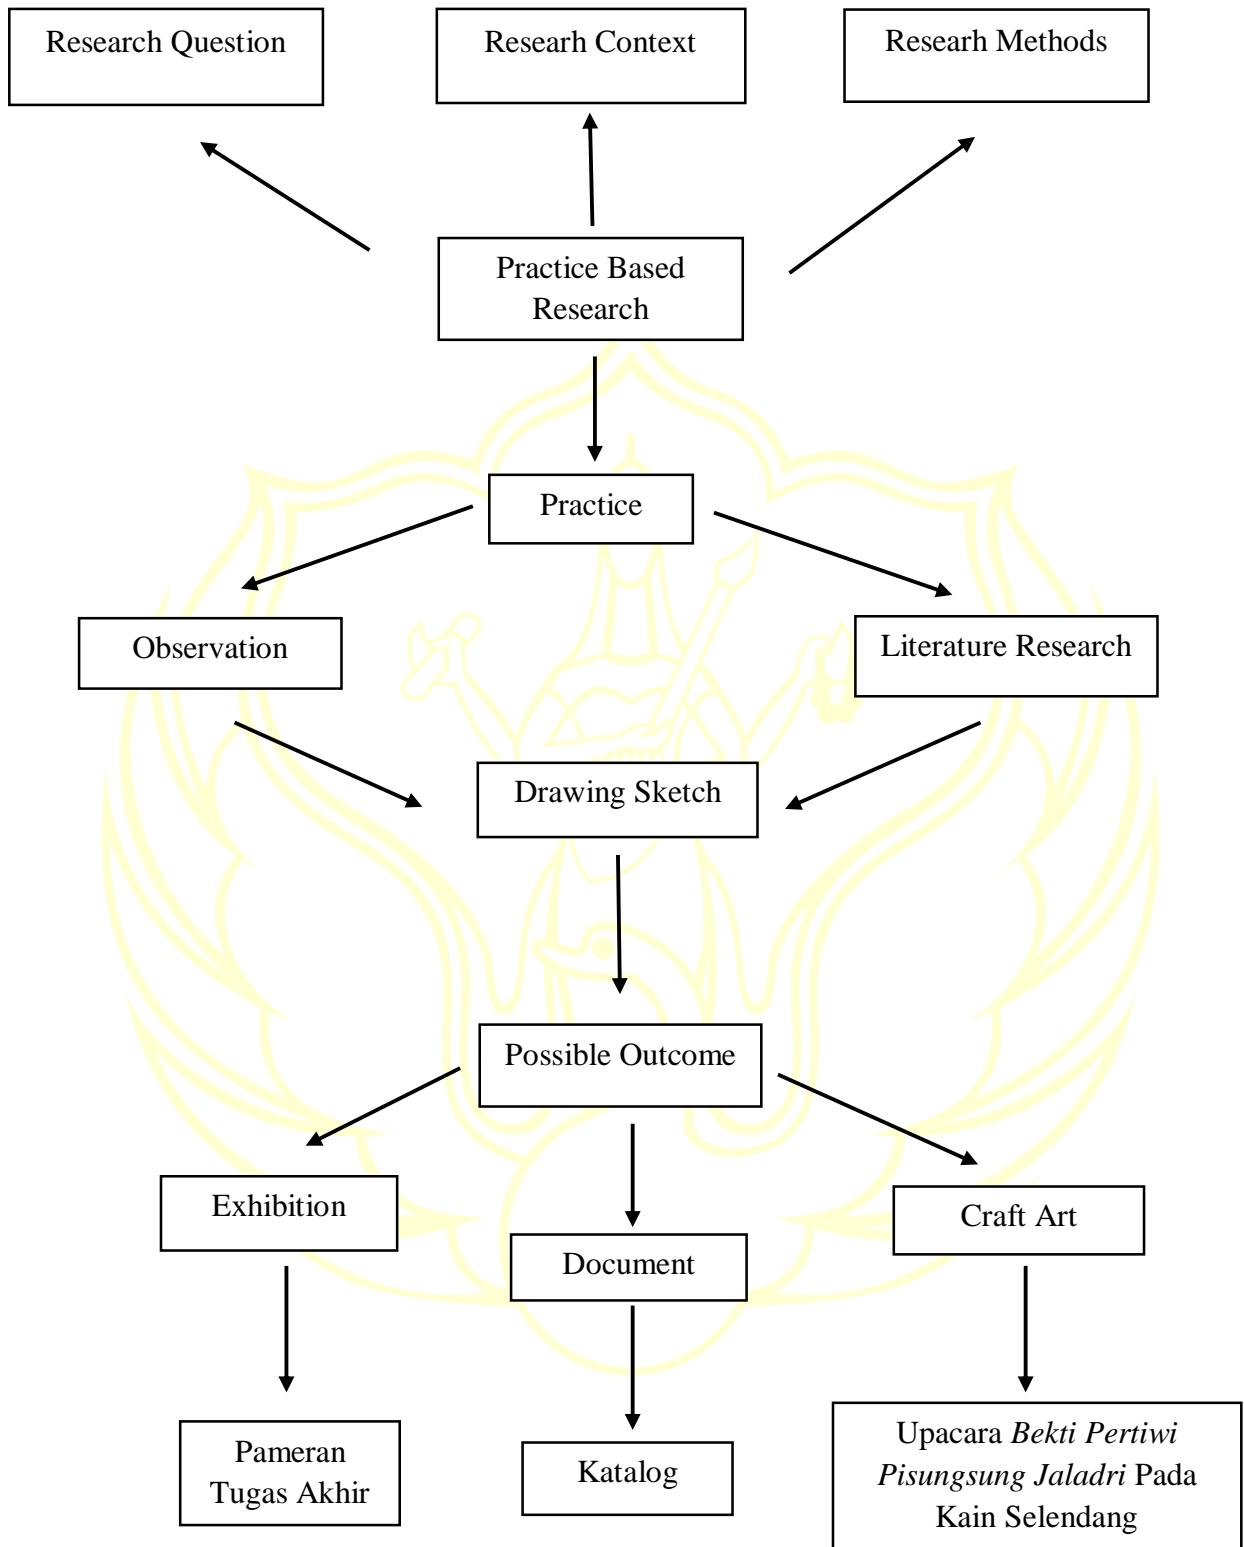 Research Question
Researh Context
Researh Methods
Practice Based
Research
Practice
Observation
Literature Research
Drawing Sketch
Possible Outcome
Exhibition
Document
Craft Art
Pameran
Tugas Akhir
Katalog
Upacara Bekti Pertiwi
Pisungsung Jaladri Pada
Kain Selendang